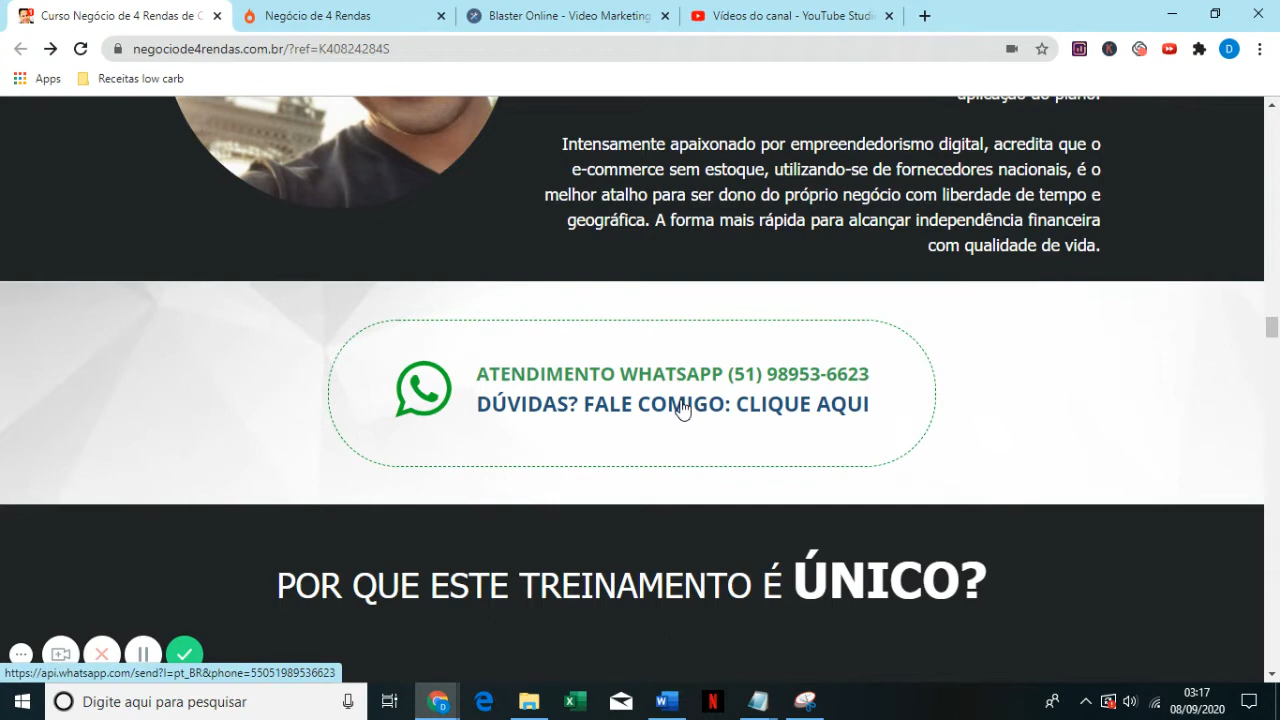 Curso Negócio de 4 Rendas de C
Negócio de 4 Rendas
Blaster Online - Video Marketing
Vídeos do canal - YouTube Studi
negociode4rendas.com.br/?ref=K40824284S
D
Apps
Receitas low carb
aplicação do plano.
Intensamente apaixonado por empreendedorismo digital, acredita que o
e-commerce sem estoque, utilizando-se de fornecedores nacionais, é o
melhor atalho para ser dono do próprio negócio com liberdade de tempo e
geográfica. A forma mais rápida para alcançar independência financeira
com qualidade de vida.
ATENDIMENTO WHATSAPP (51) 98953-6623
DÚVIDAS? FALE COMIGO: CLIQUE AQUI
POR QUE ESTE TREINAMENTO É ÚNICO?
https://api.whatsapp.com/send?l=pt_BR&phone=55051989536623
Digite aqui para pesquisar
03:17
08/09/2020